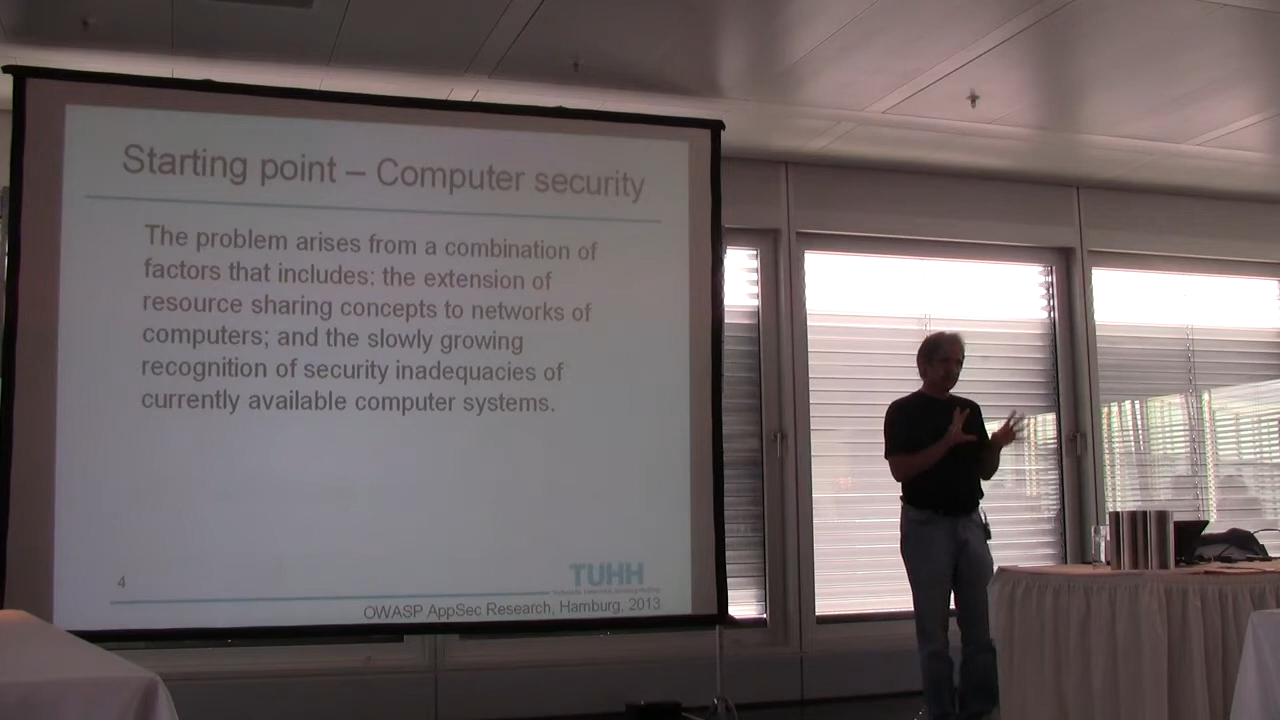 Starting point – Computer security
The problem arises from a combination of
factors that includes: the extension of
resource sharing concepts to networks of
computers; and the slowly growing
recognition of security inadequacies of
currently available computer systems.
4
TUHH
OWASP AppSec Research, Hamburg, 2013